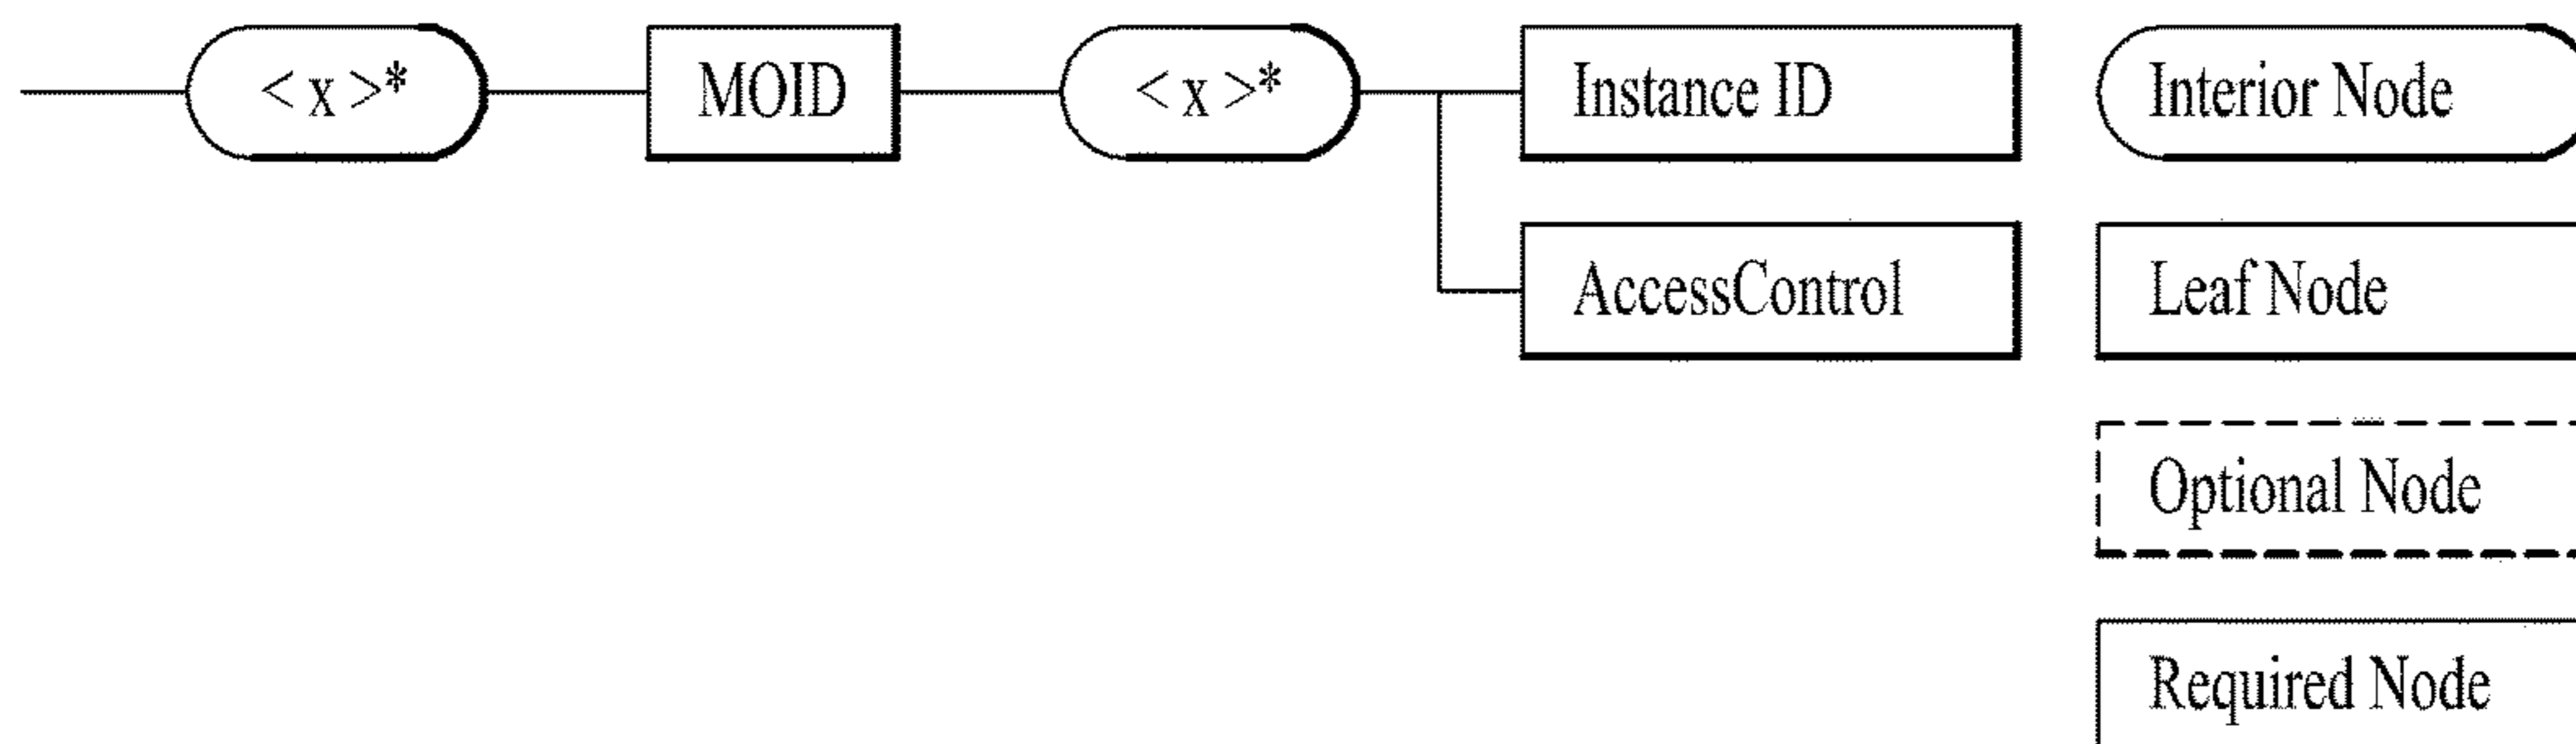 < x >*
MOID
< x >*
Instance ID
Interior Node
AccessControl
Leaf Node
Optional Node
Required Node